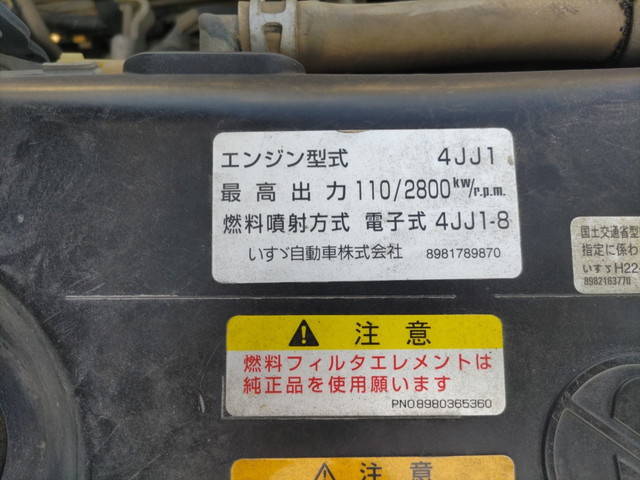 エンジン型式 4JJ1
最高出力 110/2800 kW/r.p.m.
燃料噴射方式 電子式 4JJ1-8
いすゞ自動車株式会社 8981789870
国土交通省型
指定に係わ
いすゞH22-
8982163770
注意
燃料フィルタエレメントは
純正品を使用願います
PNO8980365360
注意